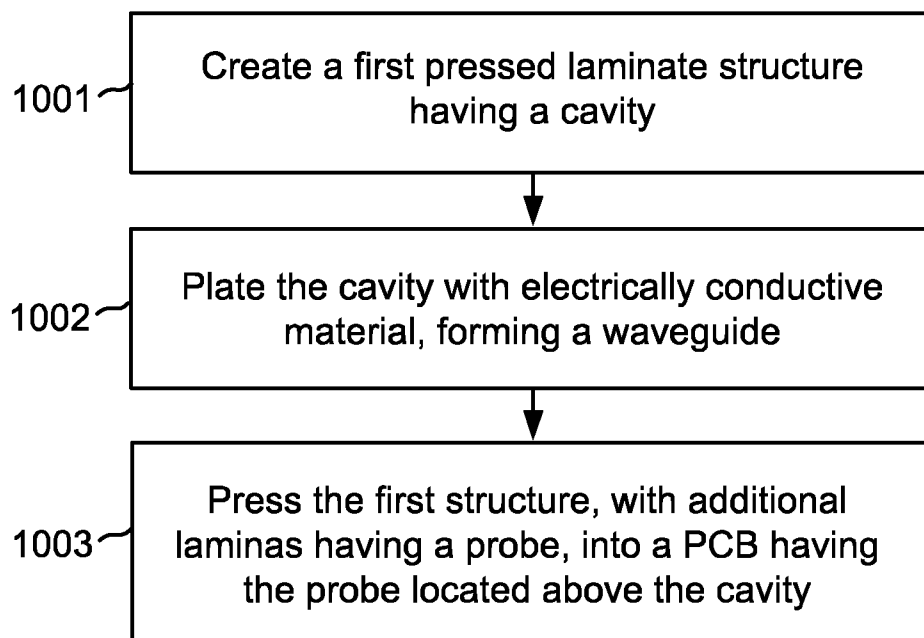 Create a first pressed laminate structure
having a cavity
1001
Plate the cavity with electrically conductive
material, forming a waveguide
1002
Press the first structure, with additional
laminas having a probe, into a PCB having
the probe located above the cavity
1003